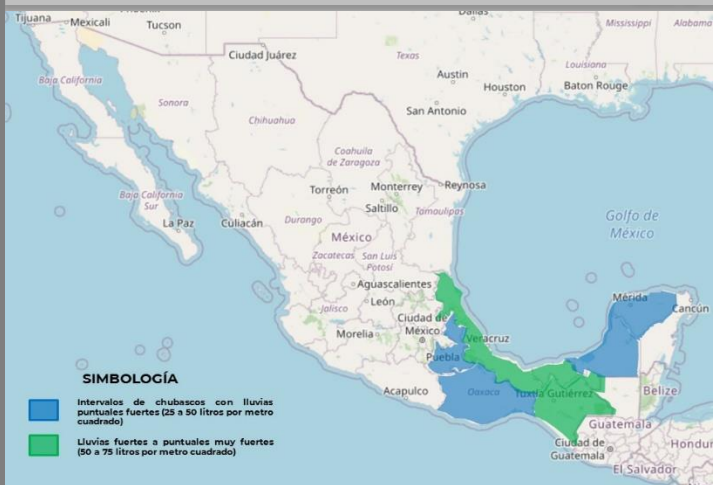 Dallas
Tijuana
Mexicali
Tucson
Mississippi
Alabama
Ciudad Juárez
Texas
Louisiana
Baja California
Austin
Houston
Baton Rouge
Sonora
San Antonio
Chihuahua
Coahuila
de Zaragoza
Torreón
Monterrey
Reynosa
Baja California
Sur
Saltillo
La Paz
Culiacán
Durango
Tamaulipas
Golfo de
México
México
Zacatecas
San Luis
Potosí
Aguascalientes
León
Mérida
Cancún
Jalisco
Ciudad de
México
Morelia
Veracruz
Puebla
SIMBOLOGÍA
Acapulco
Oaxaca
Tuxtla Gutiérrez
Belize
Intervalos de chubascos con lluvias
puntuales fuertes (25 a 50 litros por metro
cuadrado)
Guatemala
Lluvias fuertes a puntuales muy fuertes
(50 a 75 litros por metro cuadrado)
Ciudad de
Guatemala
Hondur
El Salvador